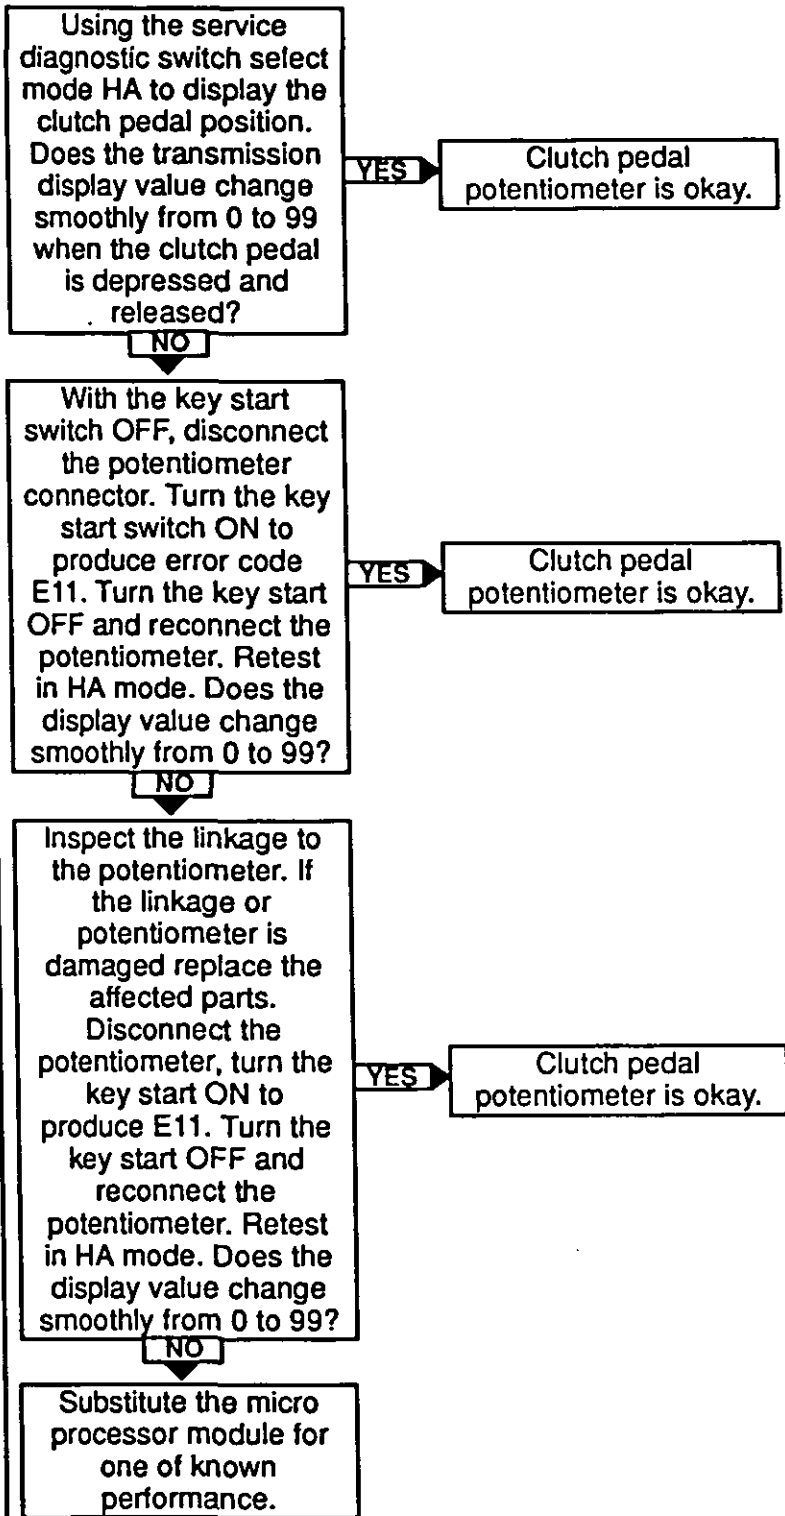 Using the service
diagnostic switch select
mode HA to display the
clutch pedal position.
Does the transmission
display value change
smoothly from 0 to 99
when the clutch pedal
is depressed and
released?
YES
Clutch pedal
potentiometer is okay.
NO
With the key start
switch OFF, disconnect
the potentiometer
connector. Turn the key
start switch ON to
produce error code
E11. Turn the key start
OFF and reconnect the
potentiometer. Retest
in HA mode. Does the
display value change
smoothly from 0 to 99?
YES
Clutch pedal
potentiometer is okay.
NO
Inspect the linkage to
the potentiometer. If
the linkage or
potentiometer is
damaged replace the
affected parts.
Disconnect the
potentiometer, turn the
key start ON to
produce E11. Turn the
key start OFF and
reconnect the
potentiometer. Retest
in HA mode. Does the
display value change
smoothly from 0 to 99?
YES
Clutch pedal
potentiometer is okay.
NO
Substitute the micro
processor module for
one of known
performance.